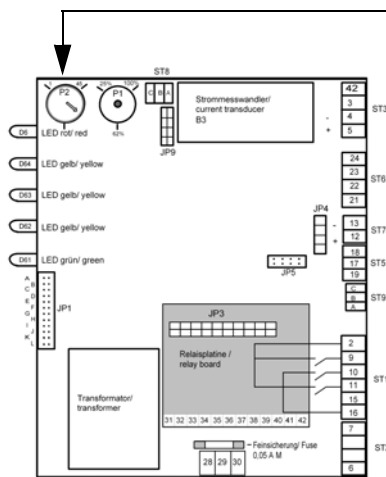 ST8
1 48
P2
25% 100%
P1
62%
C B A
Strommesswandler/
current transducer
B3
-
+
42
3
4
5
ST3
JP9
D6 LED rot/ red
D64 LED gelb/ yellow
D63 LED gelb/ yellow
D62 LED gelb/ yellow
D61 LED grün/ green
24
23
22
21
ST6
JP4
-
+
13
12
ST7
18
17
19
ST5
JP5
C
B
A
ST9
A
B
C
D
E
F
G
H
I
J
K
L
JP1
JP3
Relaisplatine /
relay board
31 32 33 34 35 36 37 38 39 40 41 42
2
9
10
11
15
16
ST1
Transformator/
transformer
Feinsicherung/ Fuse
0,05 A M
28 29 30
7
6